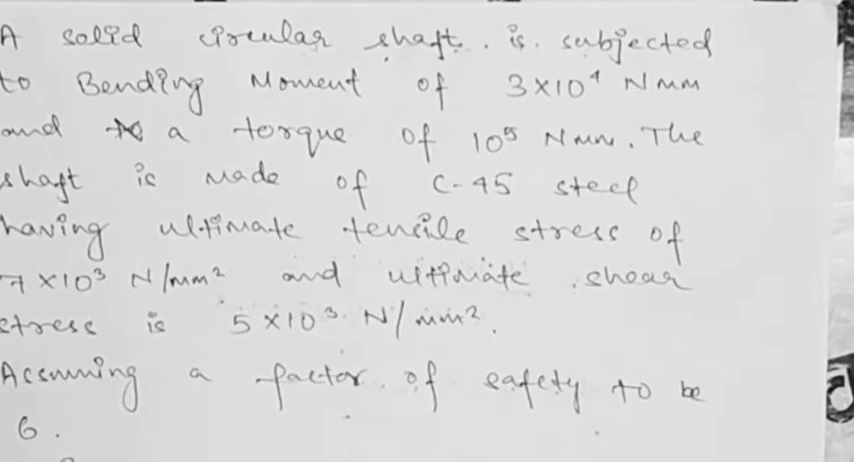 A solid circular shaft. is. subjected
to Bending Moment of 3×10⁴ Nmm
and a torque of 10⁵ Nmm. The
shaft is made of C-45 steel
having ultimate tensile stress of
7×10³ N/mm² and ultimate shear
stress is 5×10³ N/mm².
Assuming a factor of safety to be
6.